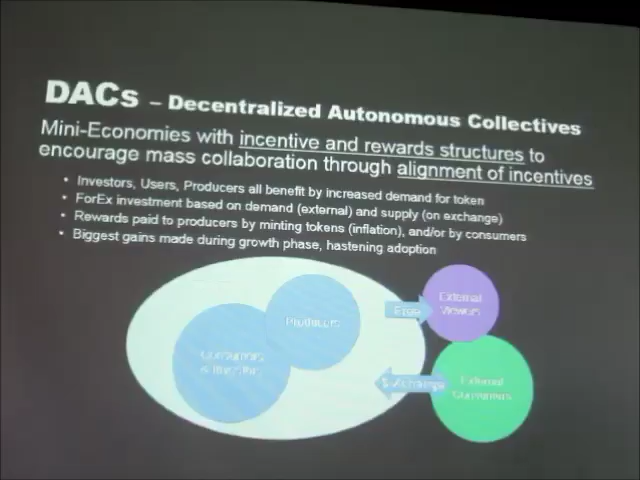 DACs – Decentralized Autonomous Collectives
Mini-Economies with incentive and rewards structures to
encourage mass collaboration through alignment of incentives
• Investors, Users, Producers all benefit by increased demand for token
• ForEx investment based on demand (external) and supply (on exchange)
• Rewards paid to producers by minting tokens (inflation), and/or by consumers
• Biggest gains made during growth phase, hastening adoption
Producers
Free
External
Viewers
Consumers
&
External
Consumers